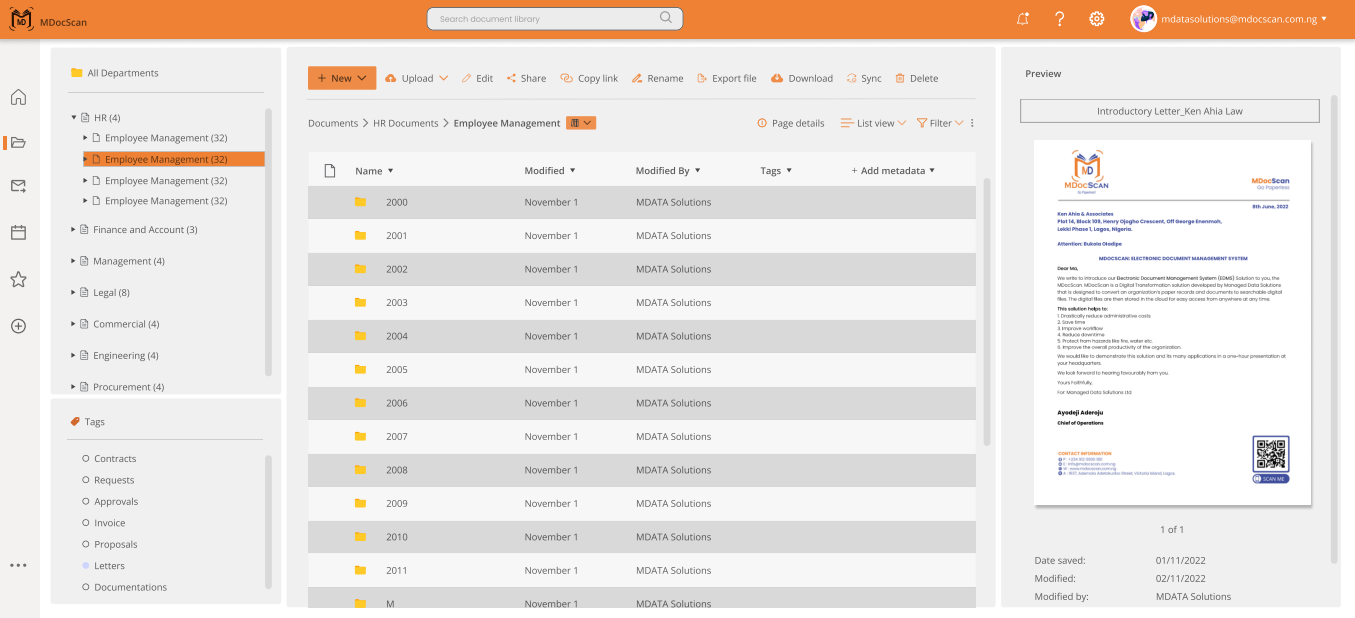 MDocScan
Search document library
mdatasolutions@mdocscan.com.ng
All Departments
HR (4)
Employee Management (32)
Employee Management (32)
Employee Management (32)
Employee Management (32)
Finance and Account (3)
Management (4)
Legal (8)
Commercial (4)
Engineering (4)
Procurement (4)
Tags
Contracts
Requests
Approvals
Invoice
Proposals
Letters
Documentations
+ New Upload Edit Share Copy link Rename Export file Download Sync Delete
Documents > HR Documents > Employee Management
Page details List view Filter
Name Modified Modified By Tags + Add metadata
2000 November 1 MDATA Solutions
2001 November 1 MDATA Solutions
2002 November 1 MDATA Solutions
2003 November 1 MDATA Solutions
2004 November 1 MDATA Solutions
2005 November 1 MDATA Solutions
2006 November 1 MDATA Solutions
2007 November 1 MDATA Solutions
2008 November 1 MDATA Solutions
2009 November 1 MDATA Solutions
2010 November 1 MDATA Solutions
2011 November 1 MDATA Solutions
M November 1 MDATA Solutions
Preview
Introductory Letter_Ken Ahia Law
MD
MDocScan
MDocScan
Go Paperless
8th June, 2022
Ken Ahia & Associates
Plot 14, Block 109, Henry Ojogho Crescent, Off George Enenmoh,
Lekki Phase 1, Lagos, Nigeria.
Attention: Bukola Oladipe
MDOCSCAN: ELECTRONIC DOCUMENT MANAGEMENT SYSTEM
Dear Ma,
We write to introduce our Electronic Document Management System (EDMS) Solution to you, the
MDocScan. MDocScan is a Digital Transformation solution developed by Managed Data Solutions
that is designed to convert an organization's paper records and documents to searchable digital
files. The digital files are then stored in the cloud for easy access from anywhere at any time.
This solution helps to:
1. Drastically reduce administrative costs
2. Save time
3. Improve workflow
4. Reduce downtime
5. Protect from hazards like fire, water etc.
6. Improve the overall productivity of the organization.
We would like to demonstrate this solution and its many applications in a one-hour presentation at
your headquarters.
We look forward to hearing favourably from you.
Yours Faithfully,
For: Managed Data Solutions Ltd
Ayodeji Aderoju
Chief of Operations
CONTACT INFORMATION
E : info@mdocscan.com.ng
W : www.mdocscan.com.ng
SCAN ME
1 of 1
Date saved: 01/11/2022
Modified: 02/11/2022
Modified by: MDATA Solutions